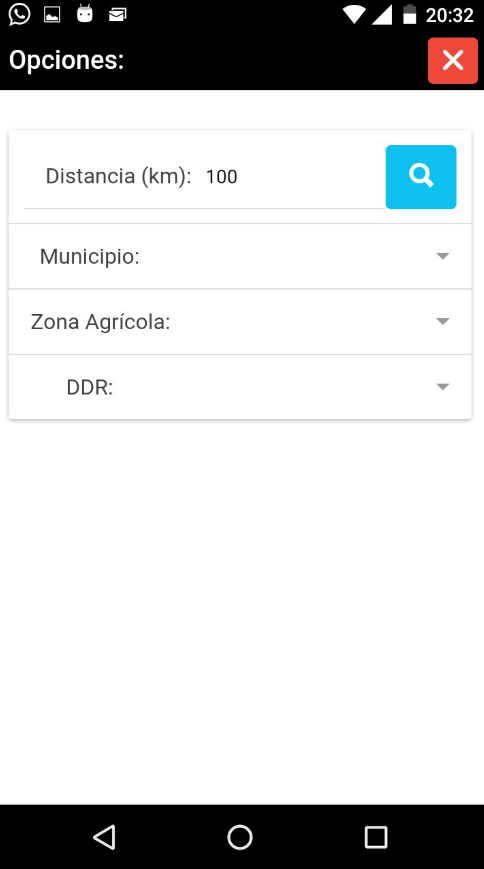 20:32
Opciones:
Distancia (km): 100
Municipio:
Zona Agrícola:
DDR: